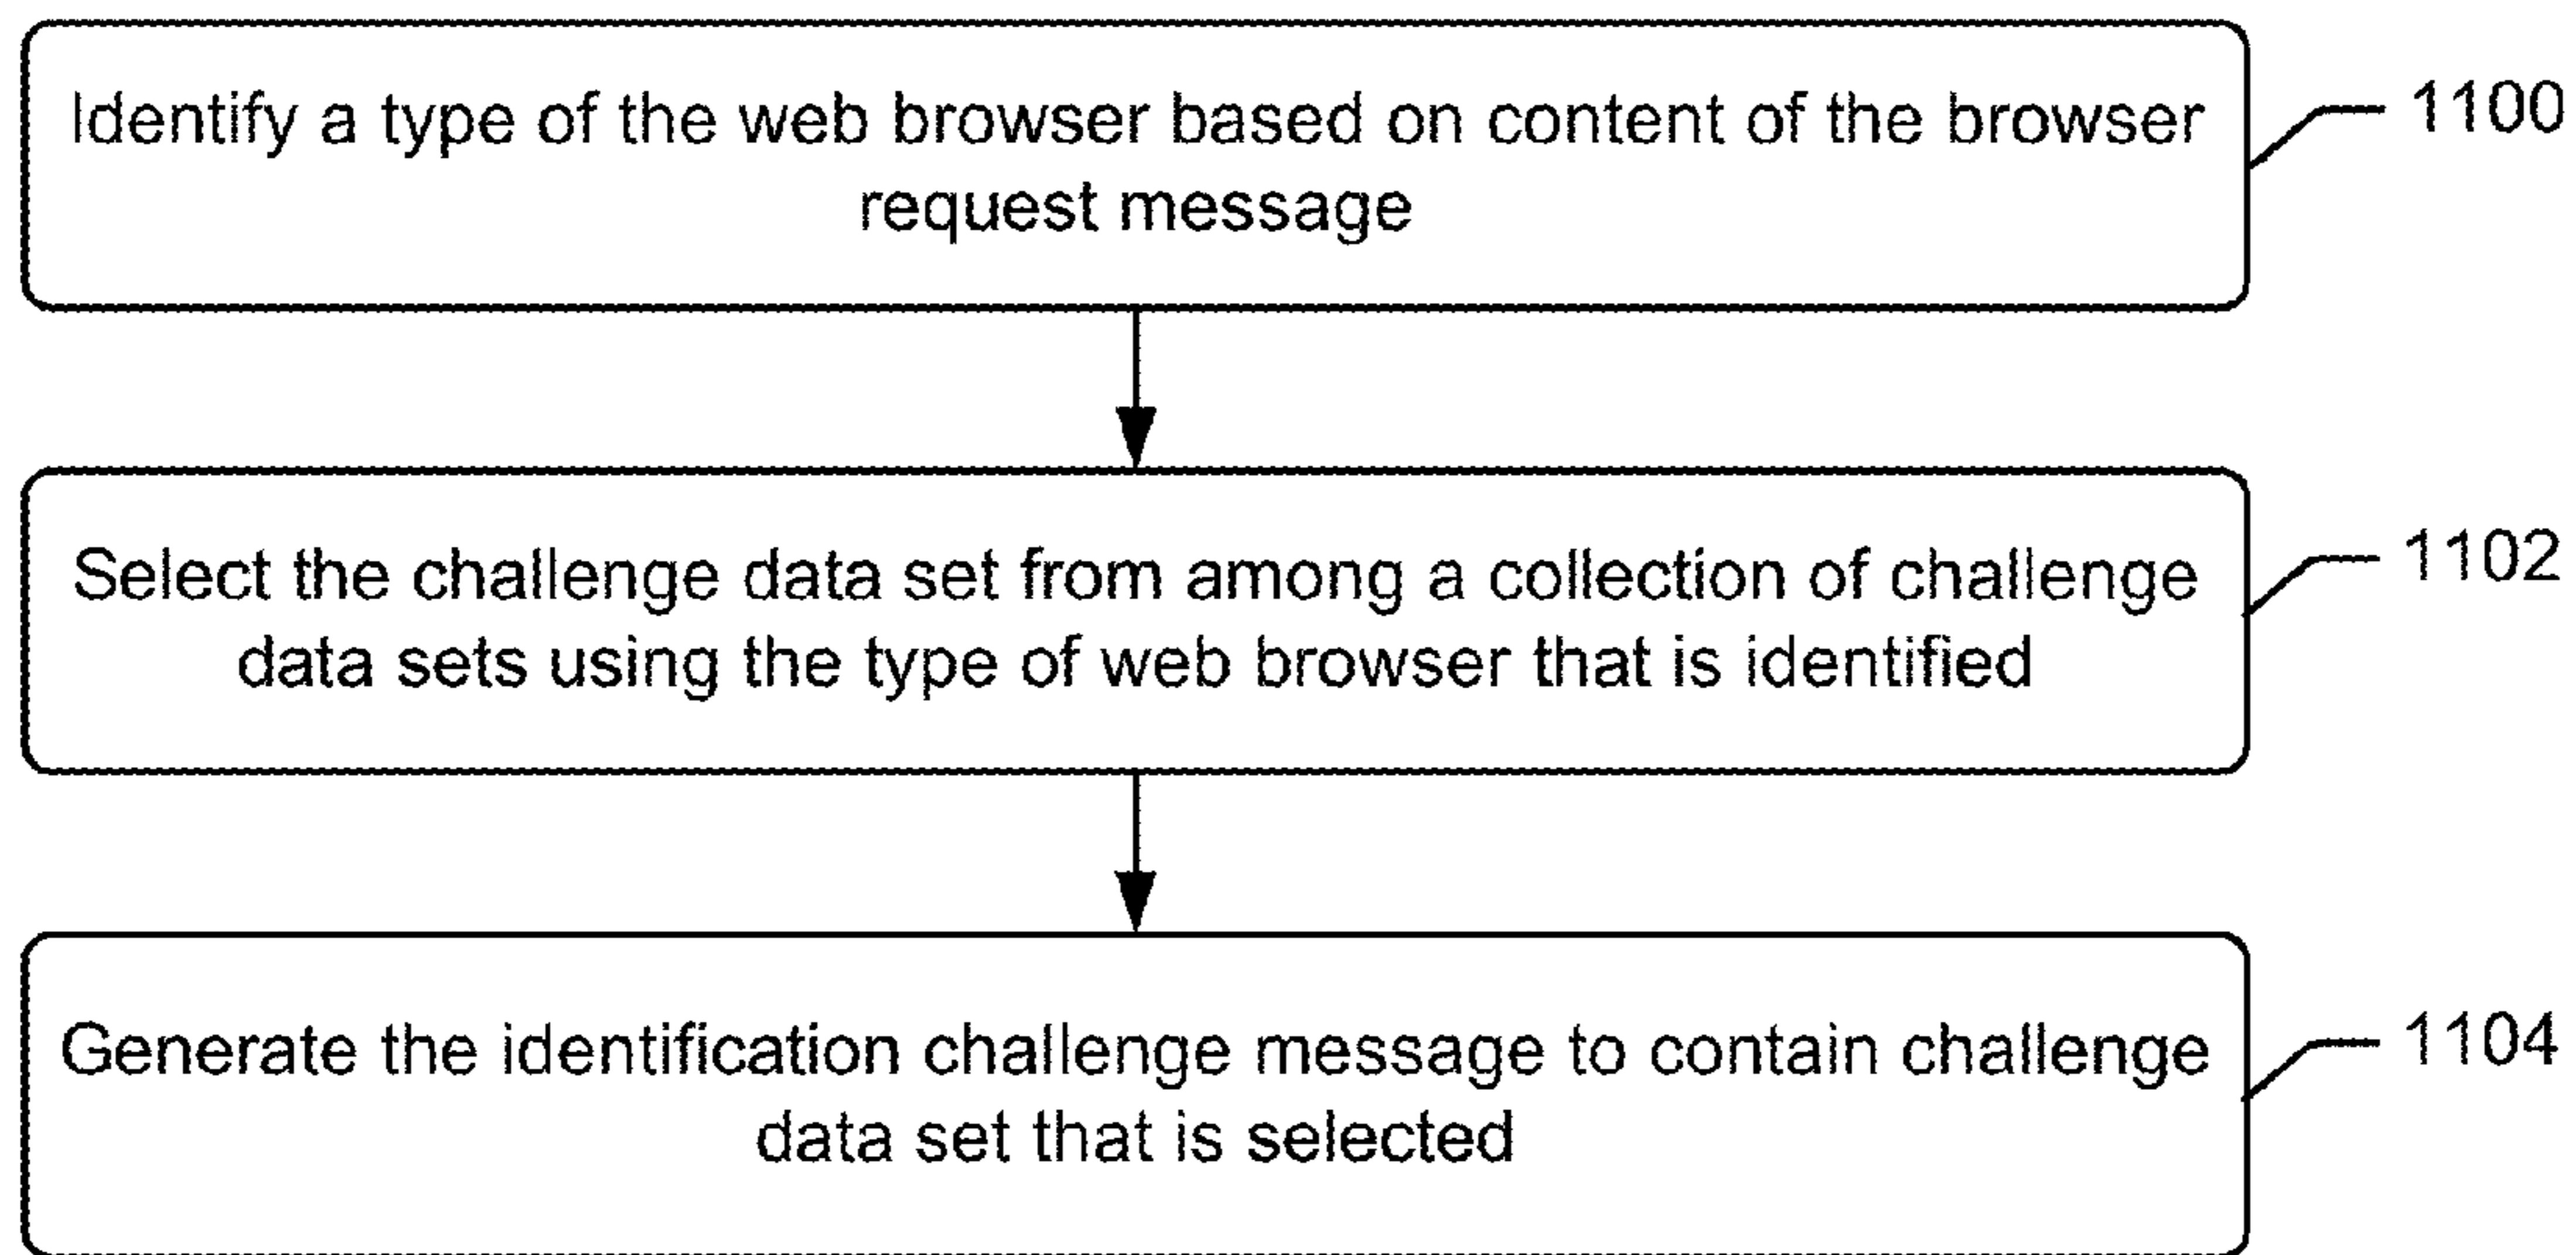 Identify a type of the web browser based on content of the browser
request message
1100
Select the challenge data set from among a collection of challenge
data sets using the type of web browser that is identified
1102
Generate the identification challenge message to contain challenge
data set that is selected
1104